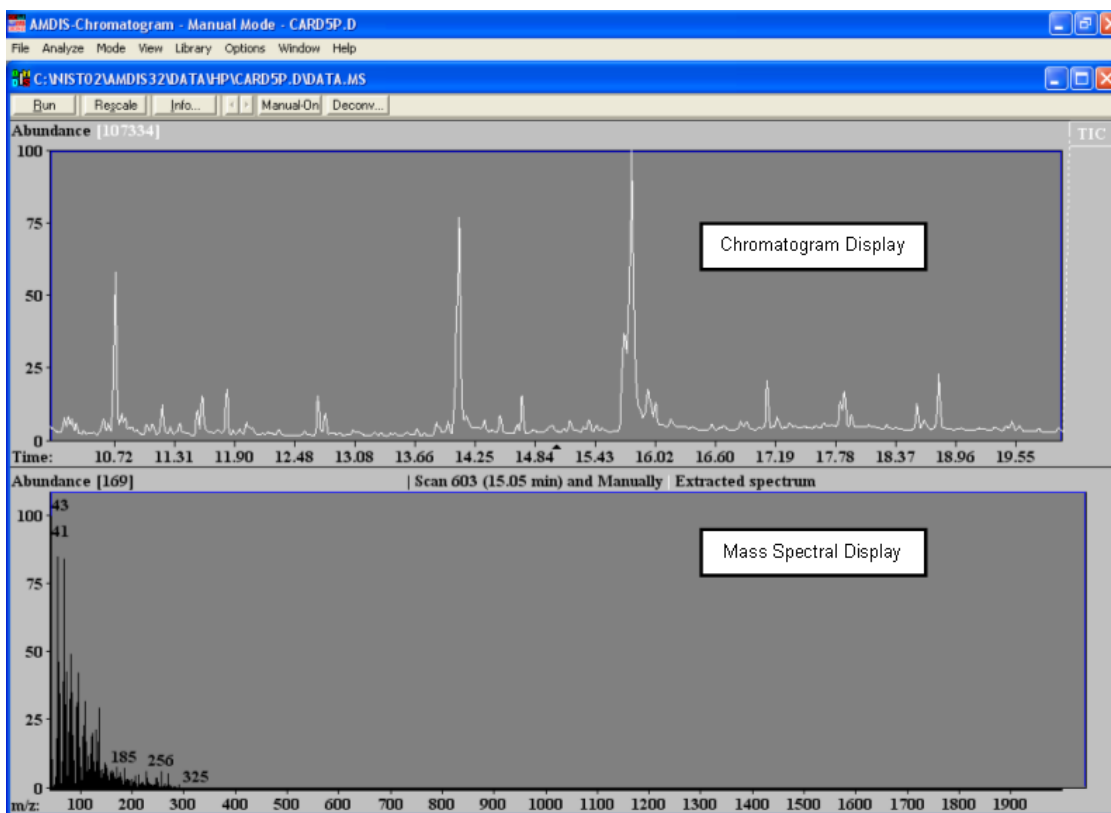 AMDIS-Chromatogram - Manual Mode - CARD5P.D
File Analyze Mode View Library Options Window Help
C:\NIST02\AMDIS32\DATA\HP\CARD5P.D\DATA.MS
Run Rescale Info... Manual-On Deconv...
Abundance [107334] TIC
100
75
Chromatogram Display
50
25
0
Time: 10.72 11.31 11.90 12.48 13.08 13.66 14.25 14.84 15.43 16.02 16.60 17.19 17.78 18.37 18.96 19.55
Abundance [169] | Scan 603 (15.05 min) and Manually | Extracted spectrum
43
100
41
Mass Spectral Display
75
50
25
185 256
325
0
m/z: 100 200 300 400 500 600 700 800 900 1000 1100 1200 1300 1400 1500 1600 1700 1800 1900